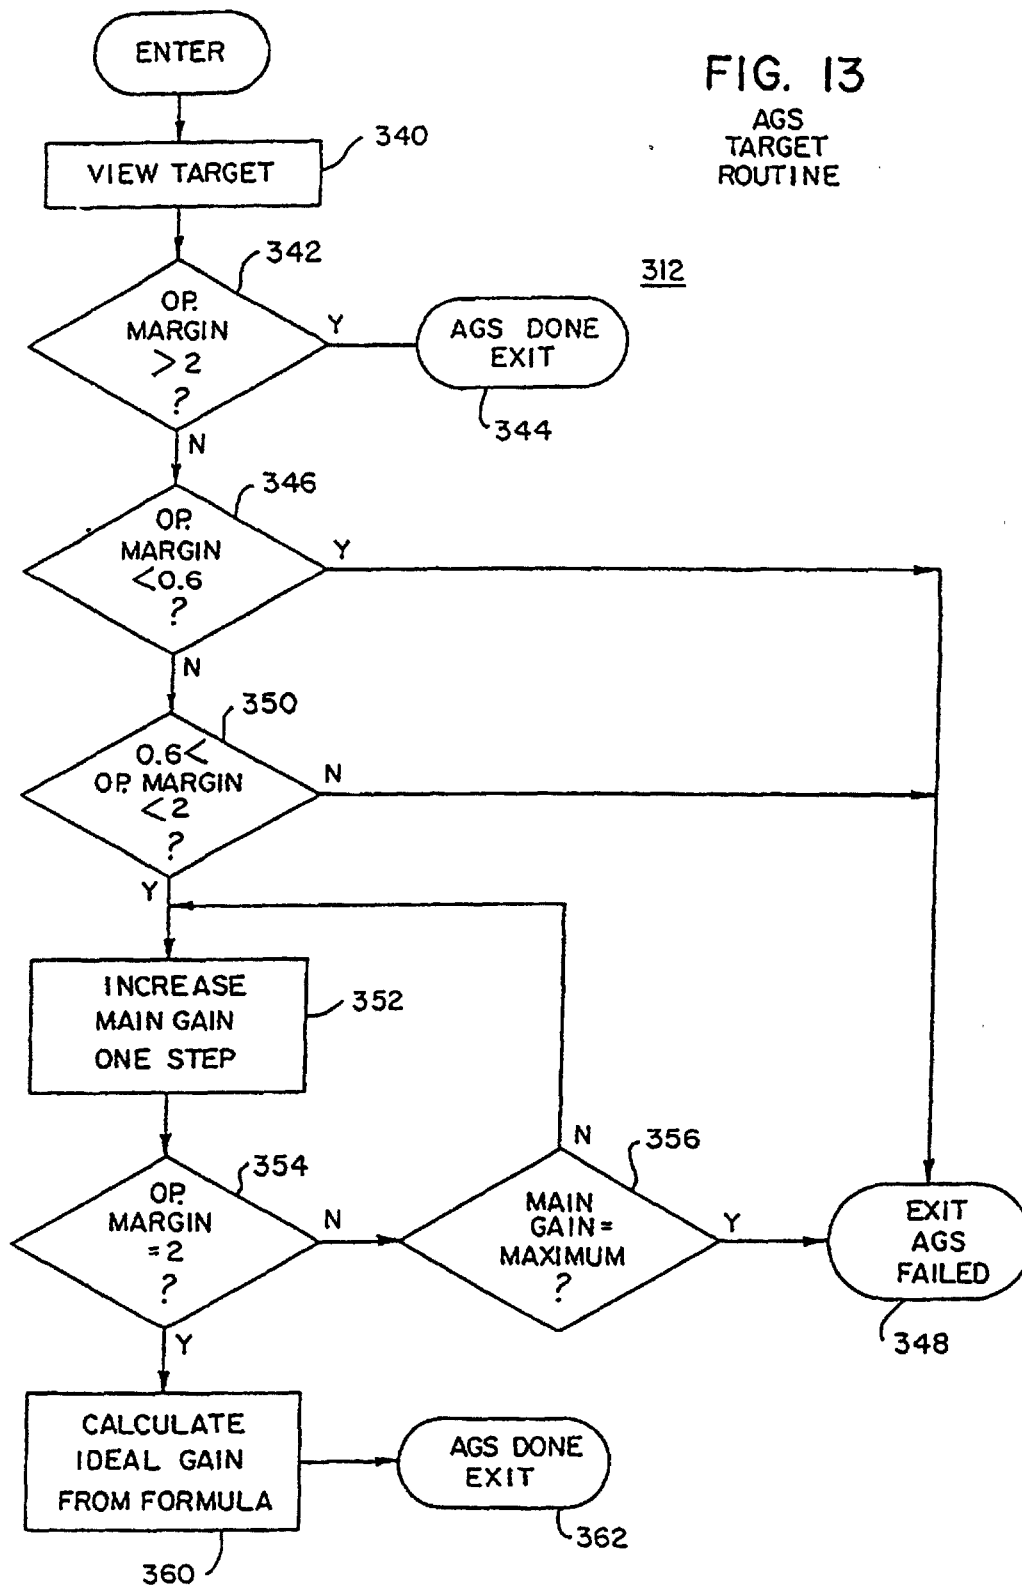 ENTER
FIG. 13
AGS
TARGET
ROUTINE
340
VIEW TARGET
342
312
OP.
MARGIN
>2
?
Y
AGS DONE
EXIT
344
N
346
OP.
MARGIN
<0.6
?
Y
N
350
0.6<
OP. MARGIN
<2
?
N
Y
INCREASE
MAIN GAIN
ONE STEP
352
354
OP.
MARGIN
=2
?
N
356
MAIN
GAIN=
MAXIMUM
?
N
Y
EXIT
AGS
FAILED
348
Y
CALCULATE
IDEAL GAIN
FROM FORMULA
360
AGS DONE
EXIT
362